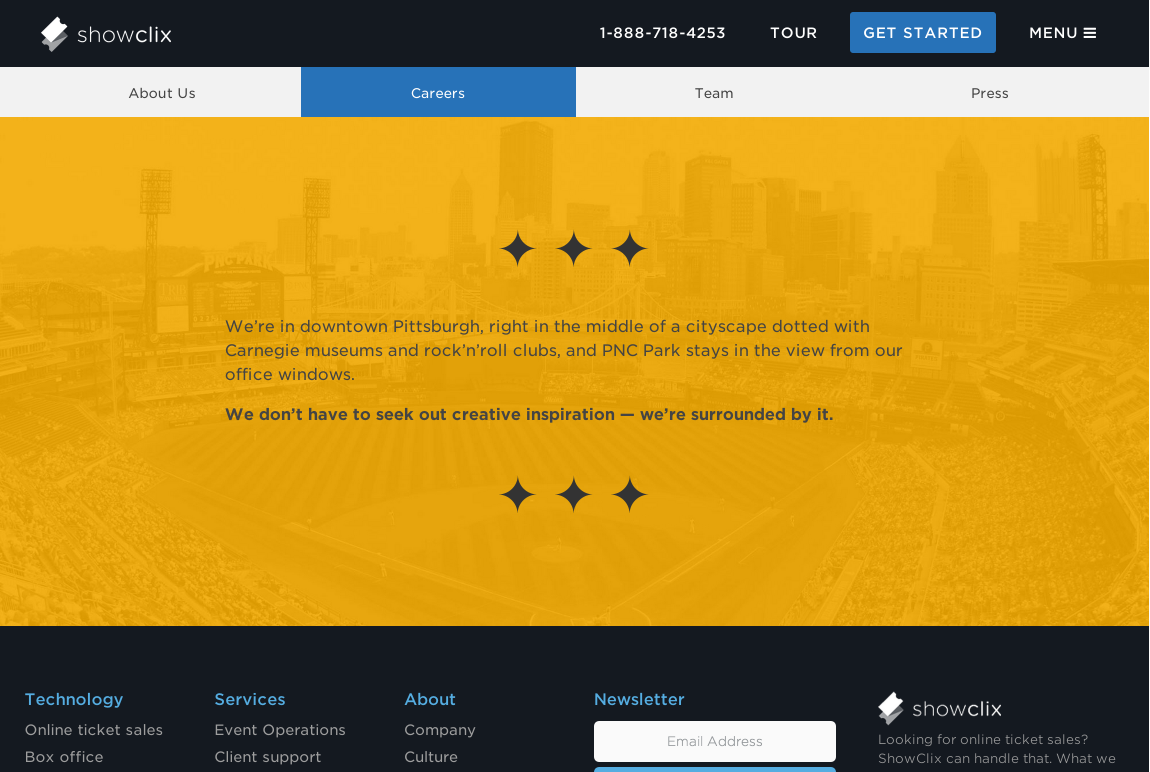 showclix
1-888-718-4253
TOUR
GET STARTED
MENU
About Us
Careers
Team
Press
PNC PARK
We’re in downtown Pittsburgh, right in the middle of a cityscape dotted with
Carnegie museums and rock’n’roll clubs, and PNC Park stays in the view from our
office windows.
We don’t have to seek out creative inspiration — we’re surrounded by it.
Technology
Online ticket sales
Box office
Services
Event Operations
Client support
About
Company
Culture
Newsletter
Email Address
showclix
Looking for online ticket sales?
ShowClix can handle that. What we